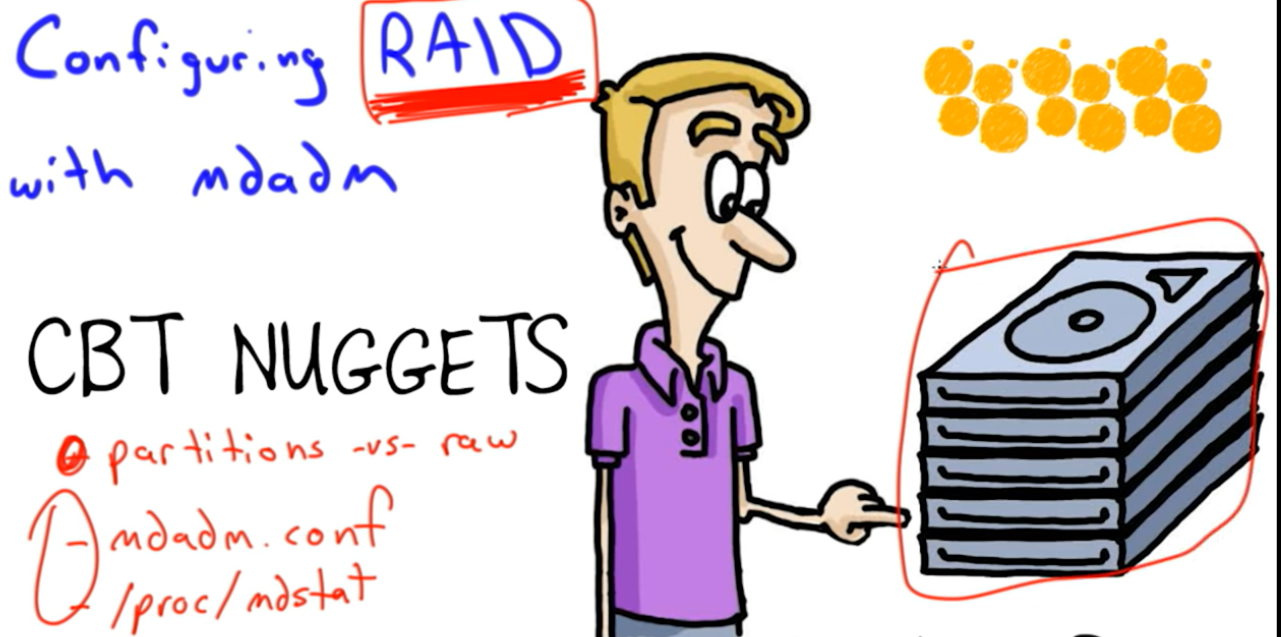 Configuring RAID
with mdadm
CBT NUGGETS
partitions -vs- raw
- mdadm.conf
- /proc/mdstat